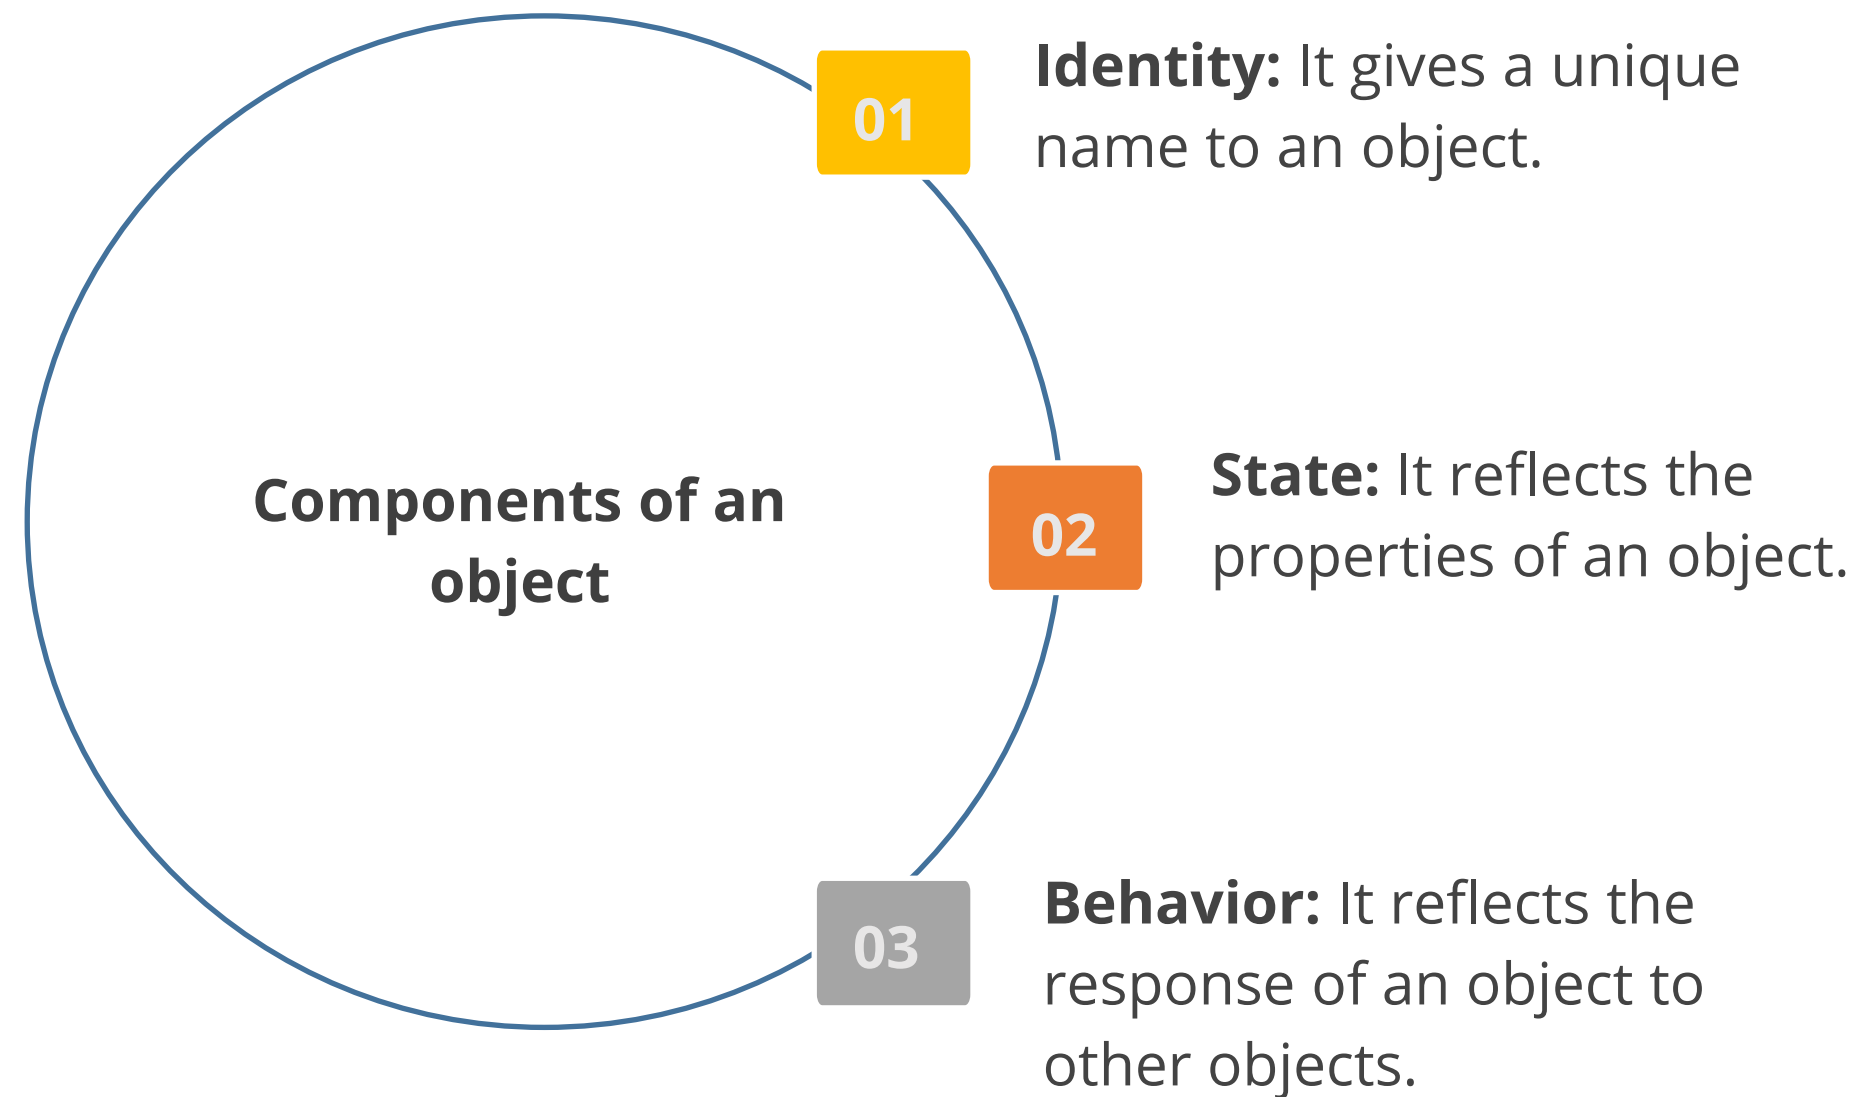 01
Identity: It gives a unique
name to an object.
Components of an
object
02
State: It reflects the
properties of an object.
03
Behavior: It reflects the
response of an object to
other objects.